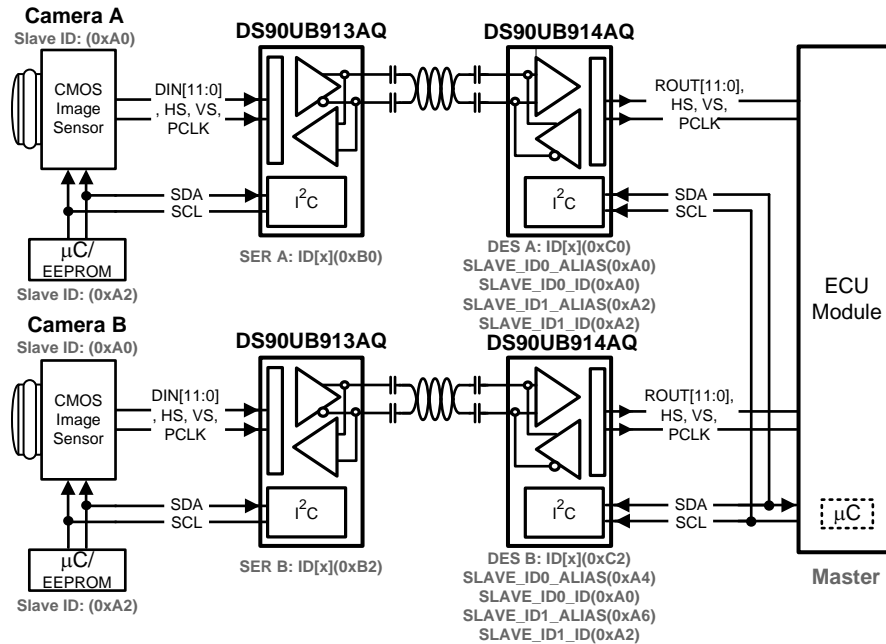 Camera A
Slave ID: (0xA0)
DS90UB913AQ
DS90UB914AQ
CMOS
Image
Sensor
DIN[11:0]
, HS, VS,
PCLK
ROUT[11:0],
HS, VS,
PCLK
SDA
SCL
I²C
I²C
SDA
SCL
µC/
EEPROM
Slave ID: (0xA2)
SER A: ID[x](0xB0)
DES A: ID[x](0xC0)
SLAVE_ID0_ALIAS(0xA0)
SLAVE_ID0_ID(0xA0)
SLAVE_ID1_ALIAS(0xA2)
SLAVE_ID1_ID(0xA2)
ECU
Module
Camera B
Slave ID: (0xA0)
DS90UB913AQ
DS90UB914AQ
CMOS
Image
Sensor
DIN[11:0]
, HS, VS,
PCLK
ROUT[11:0],
HS, VS,
PCLK
SDA
SCL
I²C
I²C
SDA
SCL
µC
µC/
EEPROM
Slave ID: (0xA2)
SER B: ID[x](0xB2)
DES B: ID[x](0xC2)
SLAVE_ID0_ALIAS(0xA4)
SLAVE_ID0_ID(0xA0)
SLAVE_ID1_ALIAS(0xA6)
SLAVE_ID1_ID(0xA2)
Master